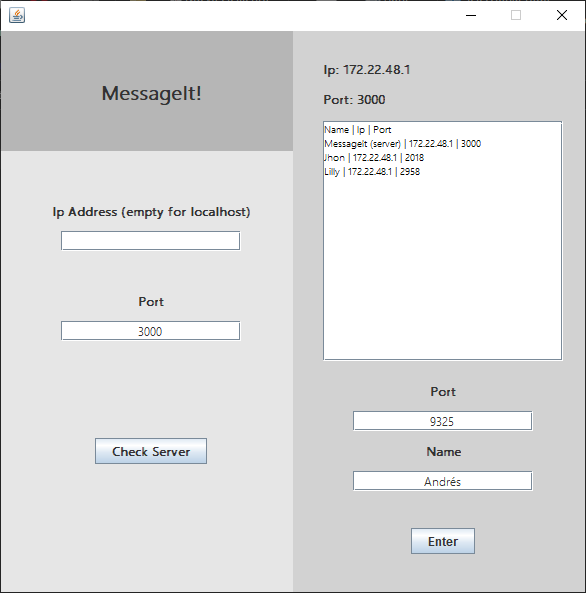 MessageIt!
Ip Address (empty for localhost)
Port
3000
Check Server
Ip: 172.22.48.1
Port: 3000
Name | Ip | Port
MessageIt (server) | 172.22.48.1 | 3000
Jhon | 172.22.48.1 | 2018
Lilly | 172.22.48.1 | 2958
Port
9325
Name
Andrés
Enter